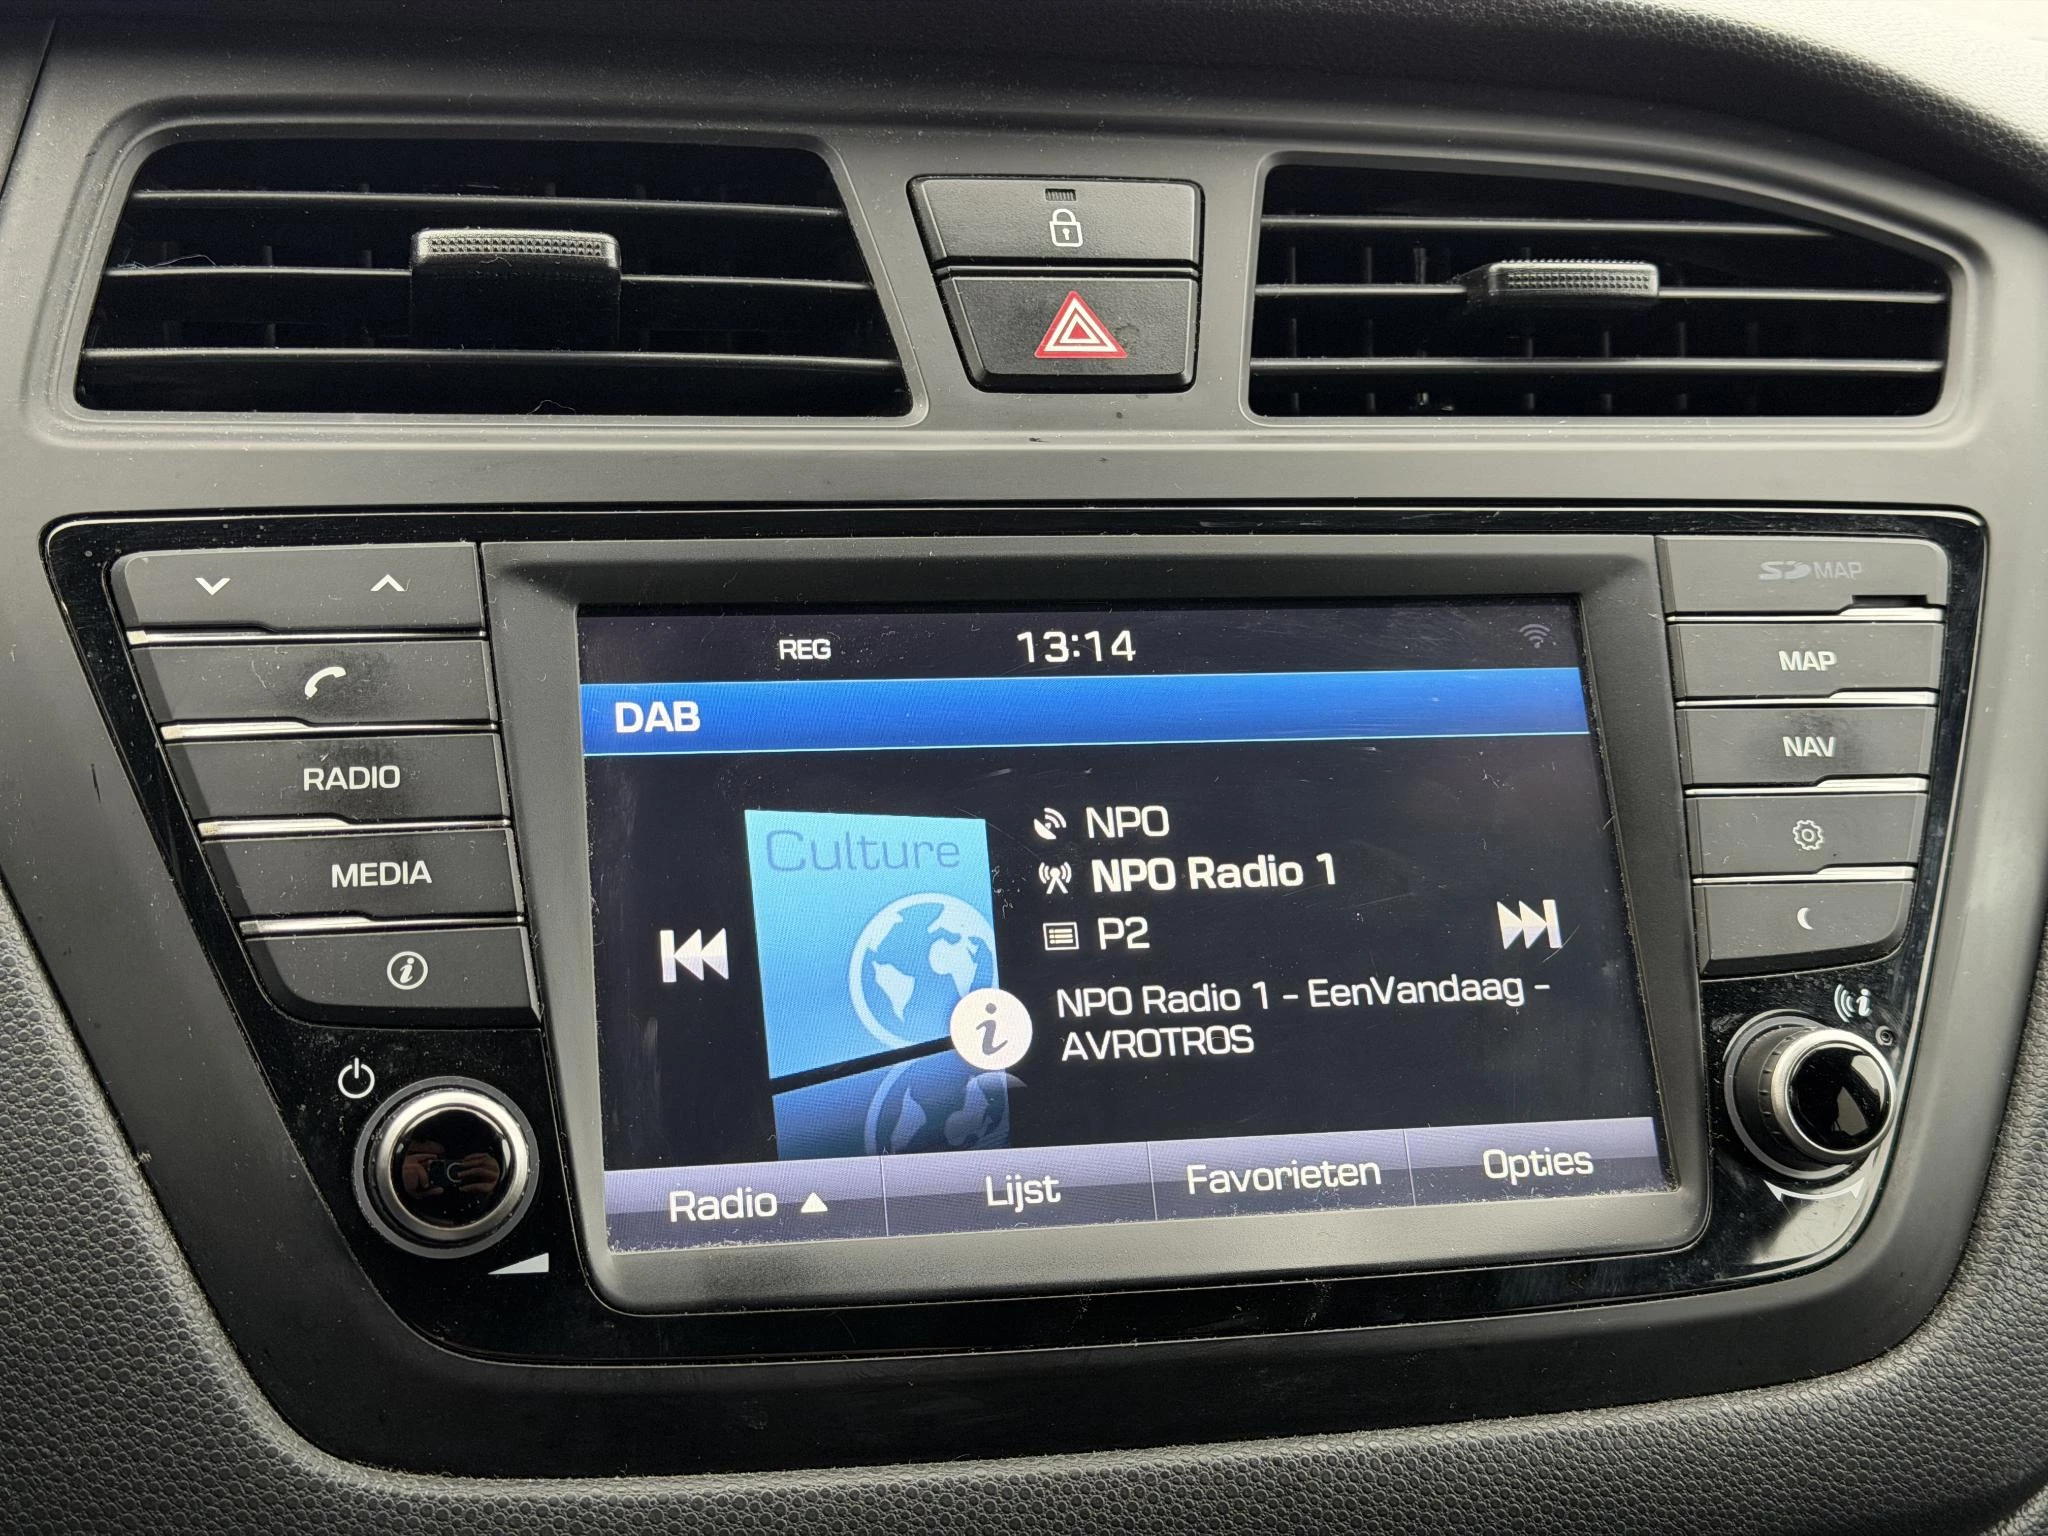 SD MAP
REG 13:14
MAP
DAB
NAV
RADIO
Culture
NPO
NPO Radio 1
MEDIA
P2
NPO Radio 1 - EenVandaag -
AVROTROS
Radio Lijst Favorieten Opties